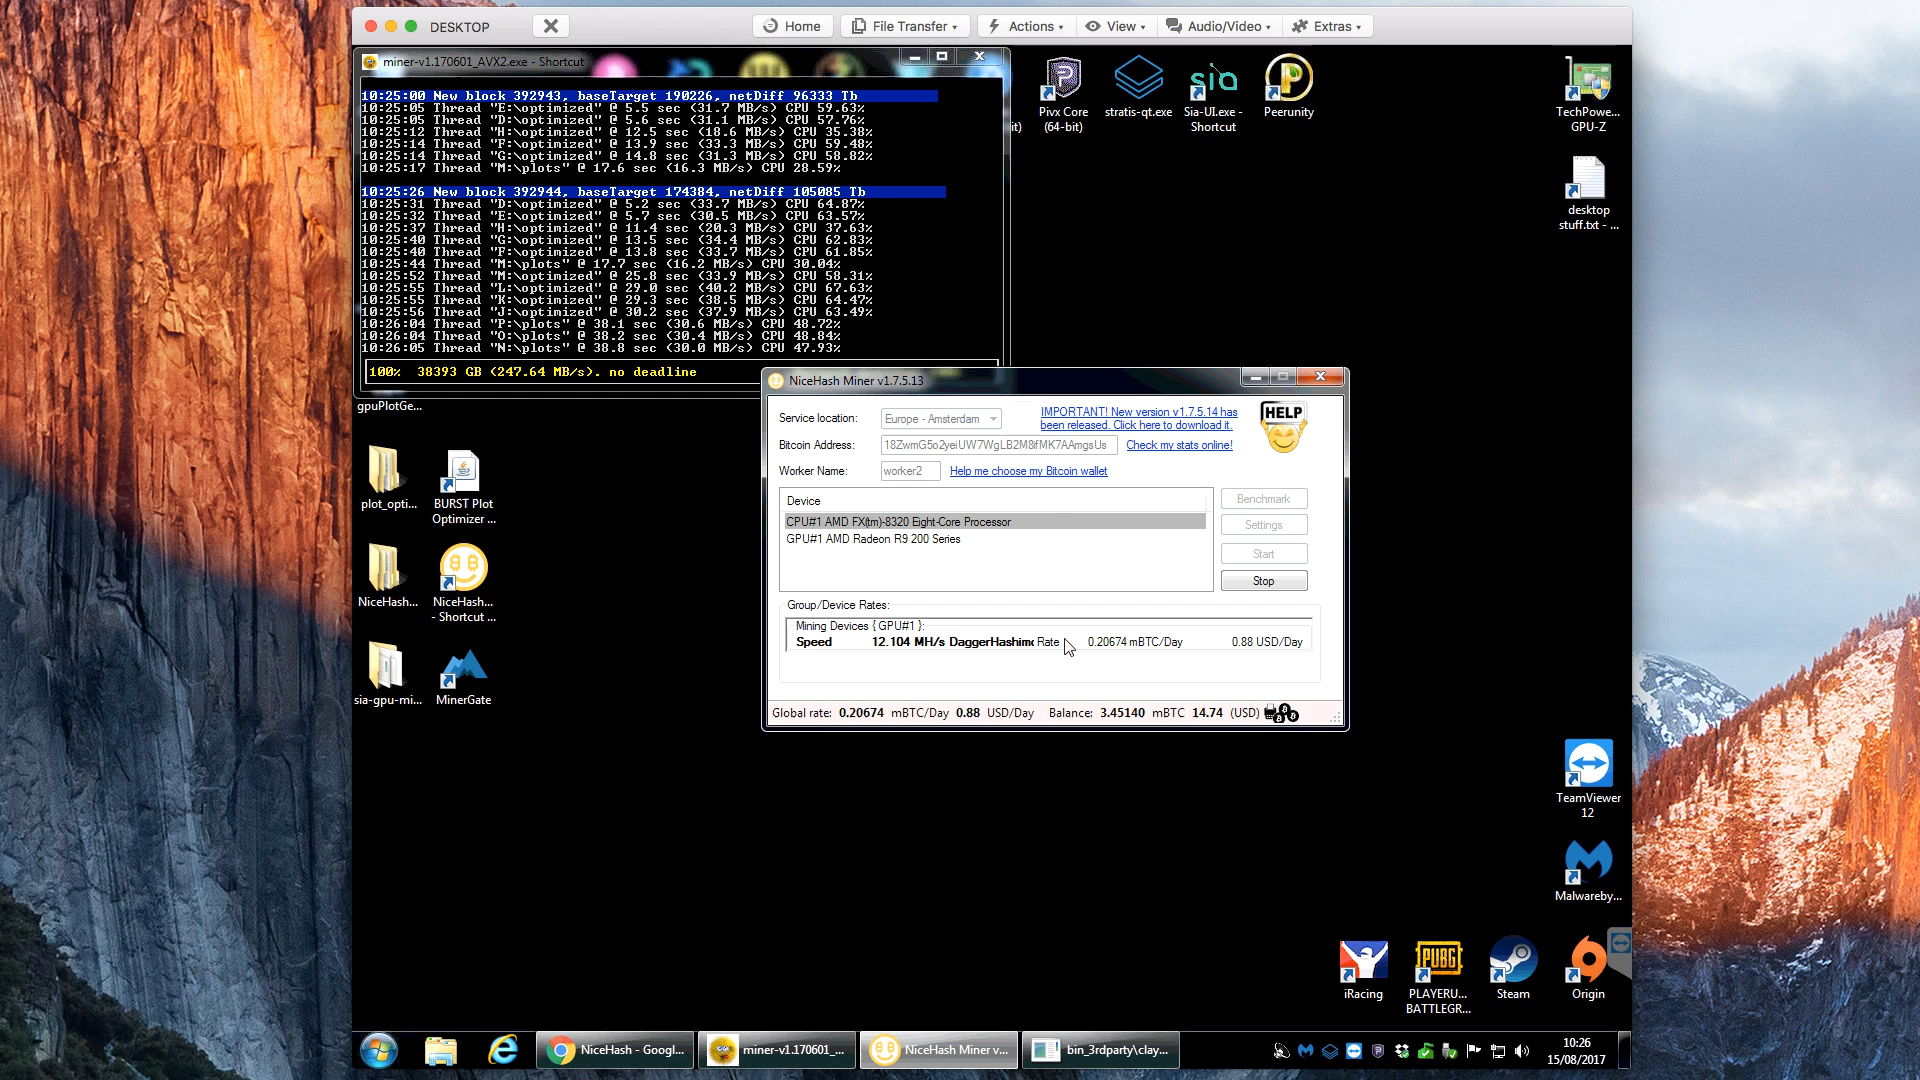 DESKTOP
Home
File Transfer
Actions
View
Audio/Video
Extras
miner-v1.170601_AVX2.exe - Shortcut
10:25:00 New block 392943, baseTarget 190226, netDiff 96333 Tb
10:25:05 Thread "E:\optimized" @ 5.5 sec (31.7 MB/s) CPU 59.63%
10:25:05 Thread "D:\optimized" @ 5.6 sec (31.1 MB/s) CPU 57.76%
10:25:12 Thread "H:\optimized" @ 12.5 sec (18.6 MB/s) CPU 35.38%
10:25:14 Thread "F:\optimized" @ 13.9 sec (33.3 MB/s) CPU 59.48%
10:25:14 Thread "G:\optimized" @ 14.8 sec (31.3 MB/s) CPU 58.82%
10:25:17 Thread "M:\plots" @ 17.6 sec (16.3 MB/s) CPU 28.59%
10:25:26 New block 392944, baseTarget 174384, netDiff 105085 Tb
10:25:31 Thread "D:\optimized" @ 5.2 sec (33.7 MB/s) CPU 64.87%
10:25:32 Thread "E:\optimized" @ 5.7 sec (30.5 MB/s) CPU 63.57%
10:25:37 Thread "H:\optimized" @ 11.4 sec (20.3 MB/s) CPU 37.63%
10:25:40 Thread "G:\optimized" @ 13.5 sec (34.4 MB/s) CPU 62.83%
10:25:40 Thread "F:\optimized" @ 13.8 sec (33.7 MB/s) CPU 61.85%
10:25:44 Thread "M:\plots" @ 17.7 sec (16.2 MB/s) CPU 30.04%
10:25:52 Thread "M:\optimized" @ 25.8 sec (33.9 MB/s) CPU 58.31%
10:25:55 Thread "L:\optimized" @ 29.0 sec (40.2 MB/s) CPU 67.63%
10:25:55 Thread "K:\optimized" @ 29.3 sec (38.5 MB/s) CPU 64.47%
10:25:56 Thread "J:\optimized" @ 30.2 sec (37.9 MB/s) CPU 63.49%
10:26:04 Thread "P:\plots" @ 38.1 sec (30.6 MB/s) CPU 48.72%
10:26:04 Thread "O:\plots" @ 38.2 sec (30.4 MB/s) CPU 48.84%
10:26:05 Thread "N:\plots" @ 38.8 sec (30.0 MB/s) CPU 47.93%
100% 38393 GB (247.64 MB/s). no deadline
it)
Pivx Core
(64-bit)
stratis-qt.exe
sia
Sia-UI.exe -
Shortcut
Peerunity
TechPowe...
GPU-Z
desktop
stuff.txt - ...
gpuPlotGe...
plot_opti...
BURST Plot
Optimizer ...
NiceHash...
NiceHash...
- Shortcut ...
sia-gpu-mi...
MinerGate
NiceHash Miner v1.7.5.13
Service location:
Europe - Amsterdam
IMPORTANT! New version v1.7.5.14 has
been released. Click here to download it.
HELP
Bitcoin Address:
18ZwmG5o2yeiUW7WgLB2M8ifMK7AAmgsUs
Check my stats online!
Worker Name:
worker2
Help me choose my Bitcoin wallet
Device
CPU#1 AMD FX(tm)-8320 Eight-Core Processor
GPU#1 AMD Radeon R9 200 Series
Benchmark
Settings
Start
Stop
Group/Device Rates:
Mining Devices { GPU#1 }:
Speed 12.104 MH/s DaggerHashimo Rate 0.20674 mBTC/Day 0.88 USD/Day
Global rate: 0.20674 mBTC/Day 0.88 USD/Day Balance: 3.45140 mBTC 14.74 (USD)
TeamViewer
12
Malwareby...
iRacing
PUBG
PLAYERU...
BATTLEGR...
Steam
Origin
NiceHash - Googl...
miner-v1.170601_...
NiceHash Miner v...
bin_3rdparty\clay...
10:26
15/08/2017